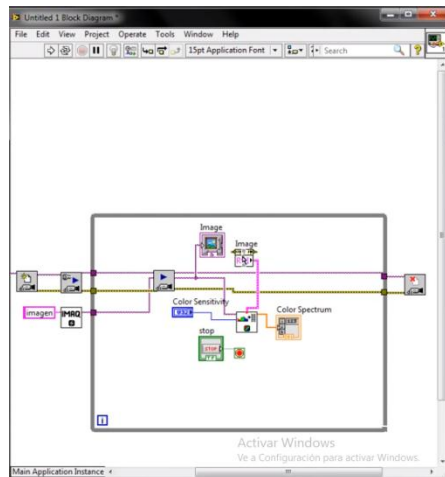 Untitled 1 Block Diagram *
File Edit View Project Operate Tools Window Help
15pt Application Font
Search
Image
Image
imagen
IMAQ
Color Sensitivity
Color Spectrum
stop
STOP
TF
i
Activar Windows
Ve a Configuración para activar Windows.
Main Application Instance